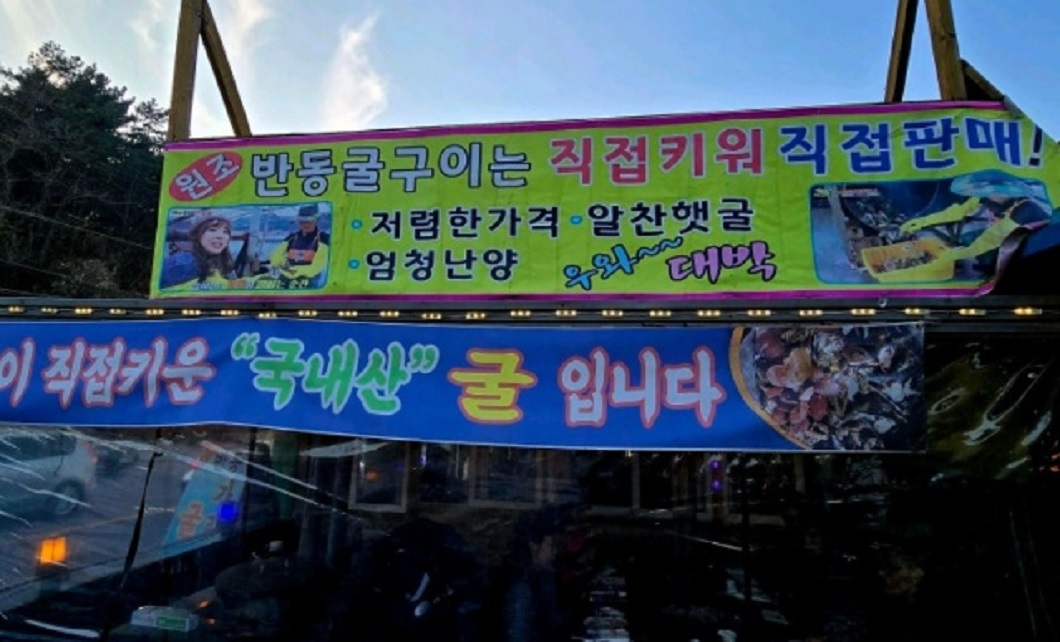 원조 반동굴구이는 직접키워 직접판매!
·저렴한가격 ·알찬햇굴
·엄청난양 우와~~ 대박
이 직접키운 "국내산" 굴 입니다